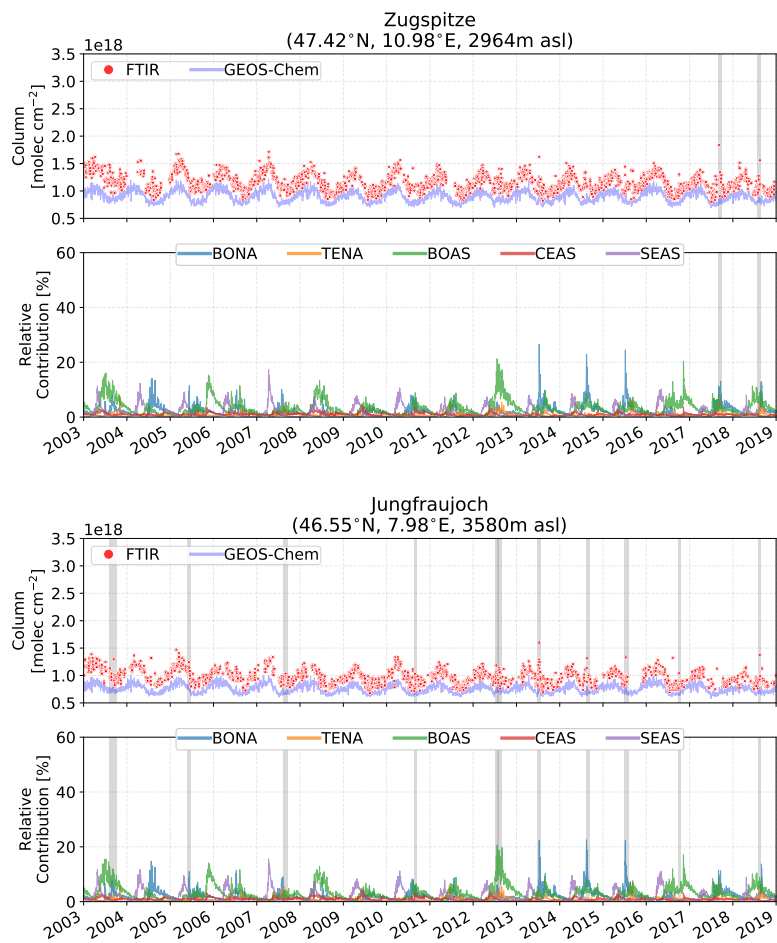 Zugspitze
(47.42°N, 10.98°E, 2964m asl)
1e18
FTIR GEOS-Chem
Column
[molec cm−2]
3.5
3.0
2.5
2.0
1.5
1.0
0.5
BONA TENA BOAS CEAS SEAS
Relative
Contribution [%]
60
40
20
0
2003 2004 2005 2006 2007 2008 2009 2010 2011 2012 2013 2014 2015 2016 2017 2018 2019
Jungfraujoch
(46.55°N, 7.98°E, 3580m asl)
1e18
FTIR GEOS-Chem
Column
[molec cm−2]
3.5
3.0
2.5
2.0
1.5
1.0
0.5
BONA TENA BOAS CEAS SEAS
Relative
Contribution [%]
60
40
20
0
2003 2004 2005 2006 2007 2008 2009 2010 2011 2012 2013 2014 2015 2016 2017 2018 2019